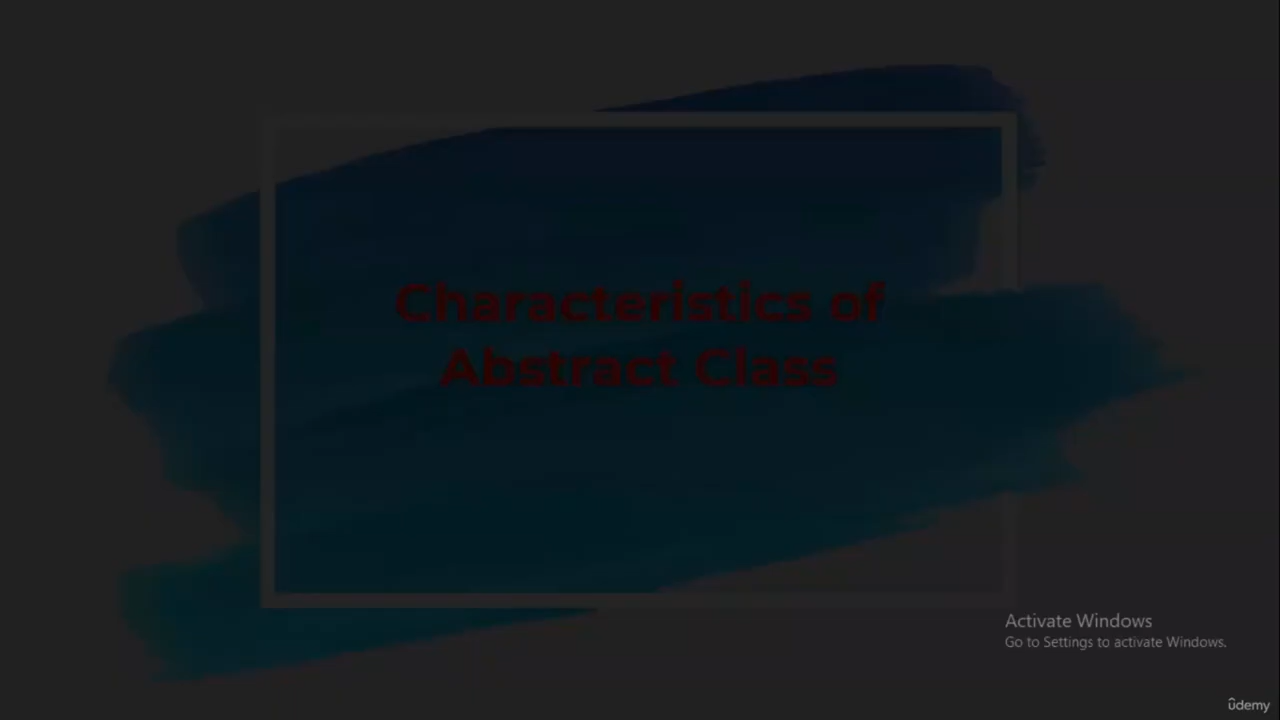 Characteristics of
Abstract Class
Activate Windows
Go to Settings to activate Windows.
ûdemy